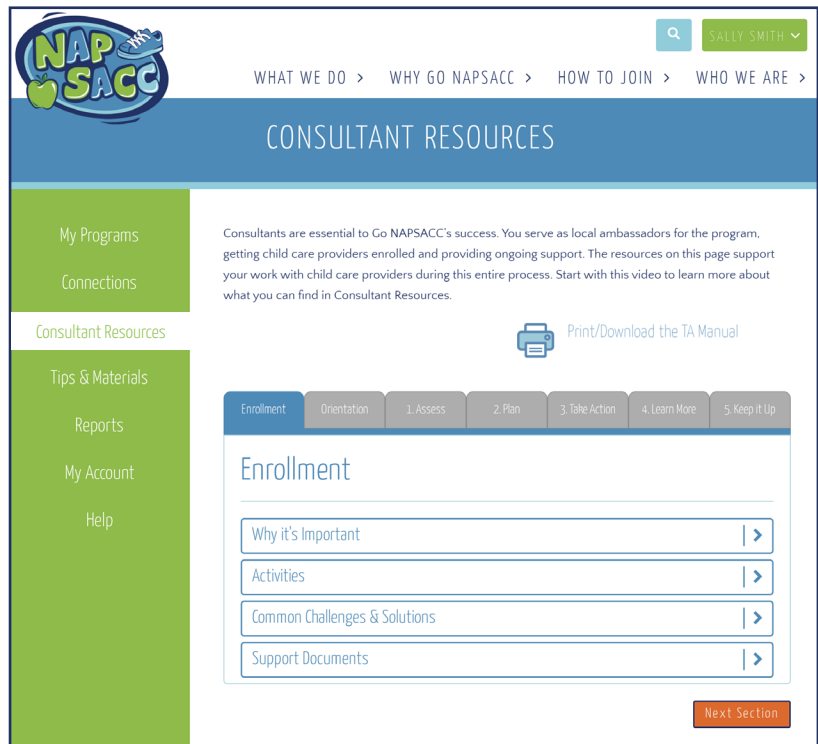 NAP
SACC
SALLY SMITH
WHAT WE DO > WHY GO NAPSACC > HOW TO JOIN > WHO WE ARE >
CONSULTANT RESOURCES
My Programs
Connections
Consultant Resources
Tips & Materials
Reports
My Account
Help
Consultants are essential to Go NAPSACC's success. You serve as local ambassadors for the program,
getting child care providers enrolled and providing ongoing support. The resources on this page support
your work with child care providers during this entire process. Start with this video to learn more about
what you can find in Consultant Resources.
Print/Download the TA Manual
Enrollment Orientation 1. Assess 2. Plan 3. Take Action 4. Learn More 5. Keep it Up
Enrollment
Why it's Important
Activities
Common Challenges & Solutions
Support Documents
Next Section